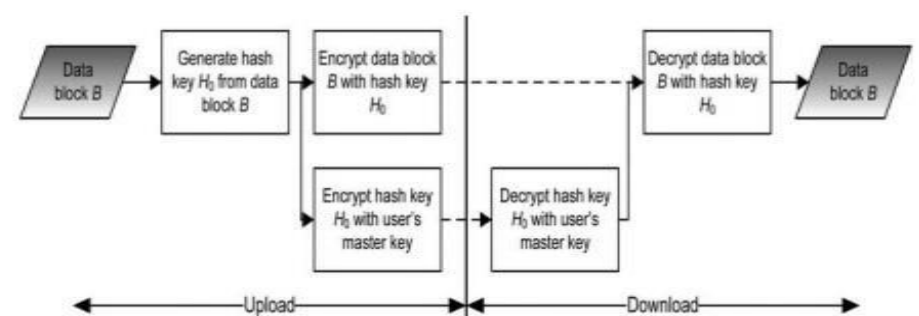 Data
block B
Generate hash
key H₀ from data
block B
Encrypt data block
B with hash key
H₀
Decrypt data block
B with hash key
H₀
Data
block B
Encrypt hash key
H₀ with user's
master key
Decrypt hash key
H₀ with user's
master key
Upload
Download